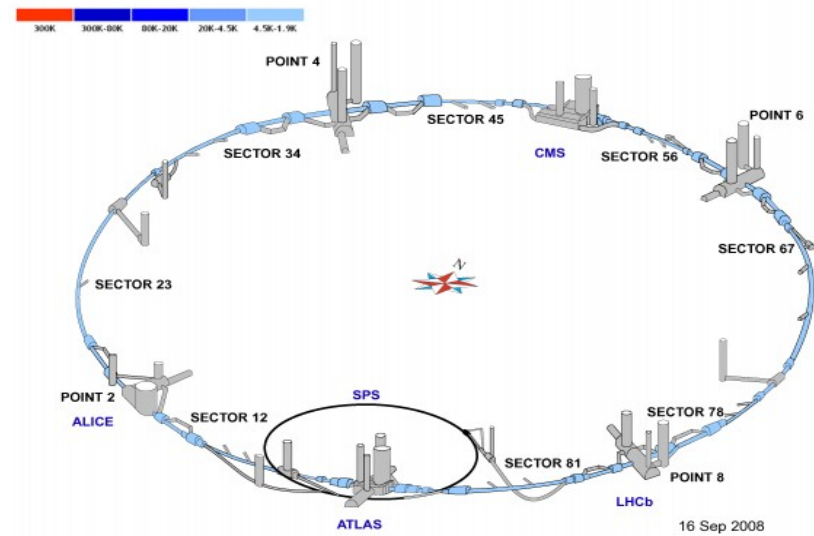 300K 300K-80K 80K-20K 20K-4.5K 4.5K-1.9K
POINT 4
SECTOR 45
POINT 6
SECTOR 34
CMS
SECTOR 56
SECTOR 67
N
SECTOR 23
POINT 2
SPS
ALICE
SECTOR 12
SECTOR 78
SECTOR 81
POINT 8
LHCb
ATLAS
16 Sep 2008